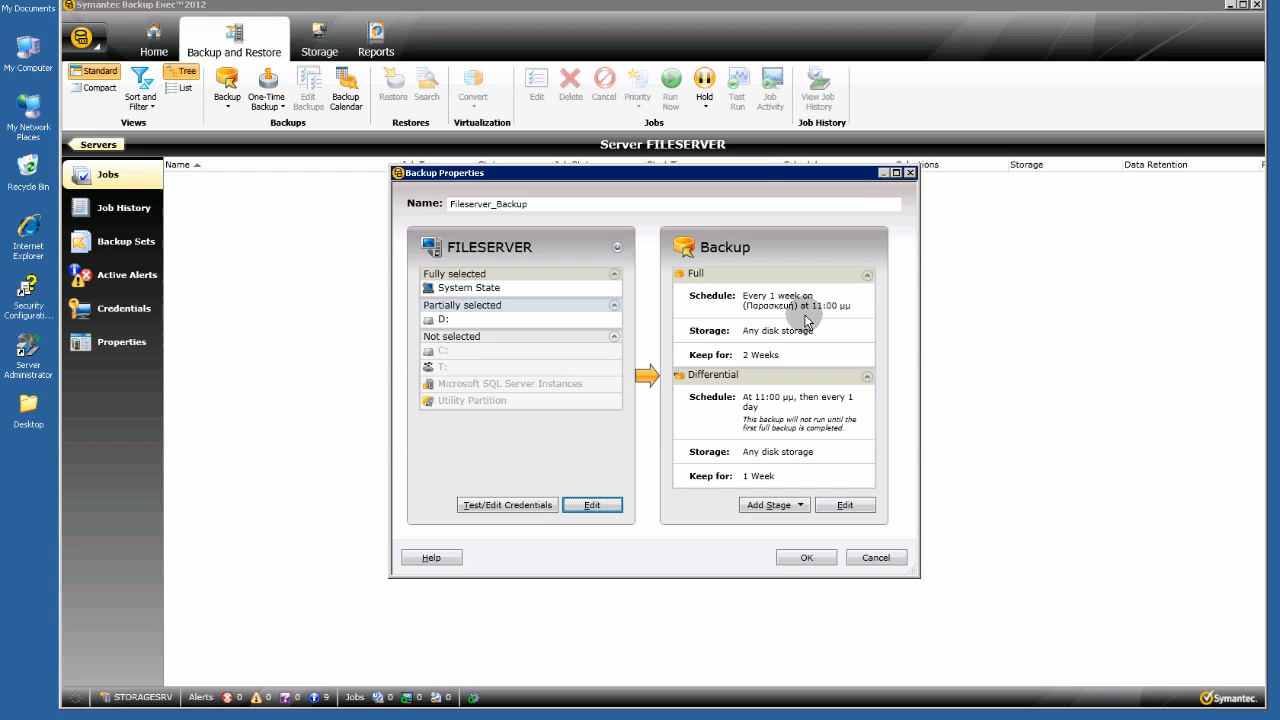 My Documents
My Computer
My Network
Places
Recycle Bin
Internet
Explorer
Security
Configurati...
Server
Administrator
Desktop
Symantec Backup Exec™ 2012
Home
Backup and Restore
Storage
Reports
Standard
Compact
Sort and
Filter
Tree
List
Views
Backup
One-Time
Backup
Edit
Backups
Backup
Calendar
Backups
Restore
Search
Restores
Convert
Virtualization
Edit
Delete
Cancel
Priority
Run
Now
Hold
Test
Run
Job
Activity
Jobs
View Job
History
Job History
Servers
Server FILESERVER
Jobs
Job History
Backup Sets
Active Alerts
Credentials
Properties
Name
Storage
Data Retention
Backup Properties
Name: Fileserver_Backup
FILESERVER
Fully selected
System State
Partially selected
D:
Not selected
C:
T:
Microsoft SQL Server Instances
Utility Partition
Test/Edit Credentials
Edit
Backup
Full
Schedule: Every 1 week on
(Παρασκευή) at 11:00 μμ
Storage: Any disk storage
Keep for: 2 Weeks
Differential
Schedule: At 11:00 μμ, then every 1
day
This backup will not run until the
first full backup is completed.
Storage: Any disk storage
Keep for: 1 Week
Add Stage
Edit
Help
OK
Cancel
STORAGESRV
Alerts 0 0 0 9
Jobs 0 0 0
Symantec.